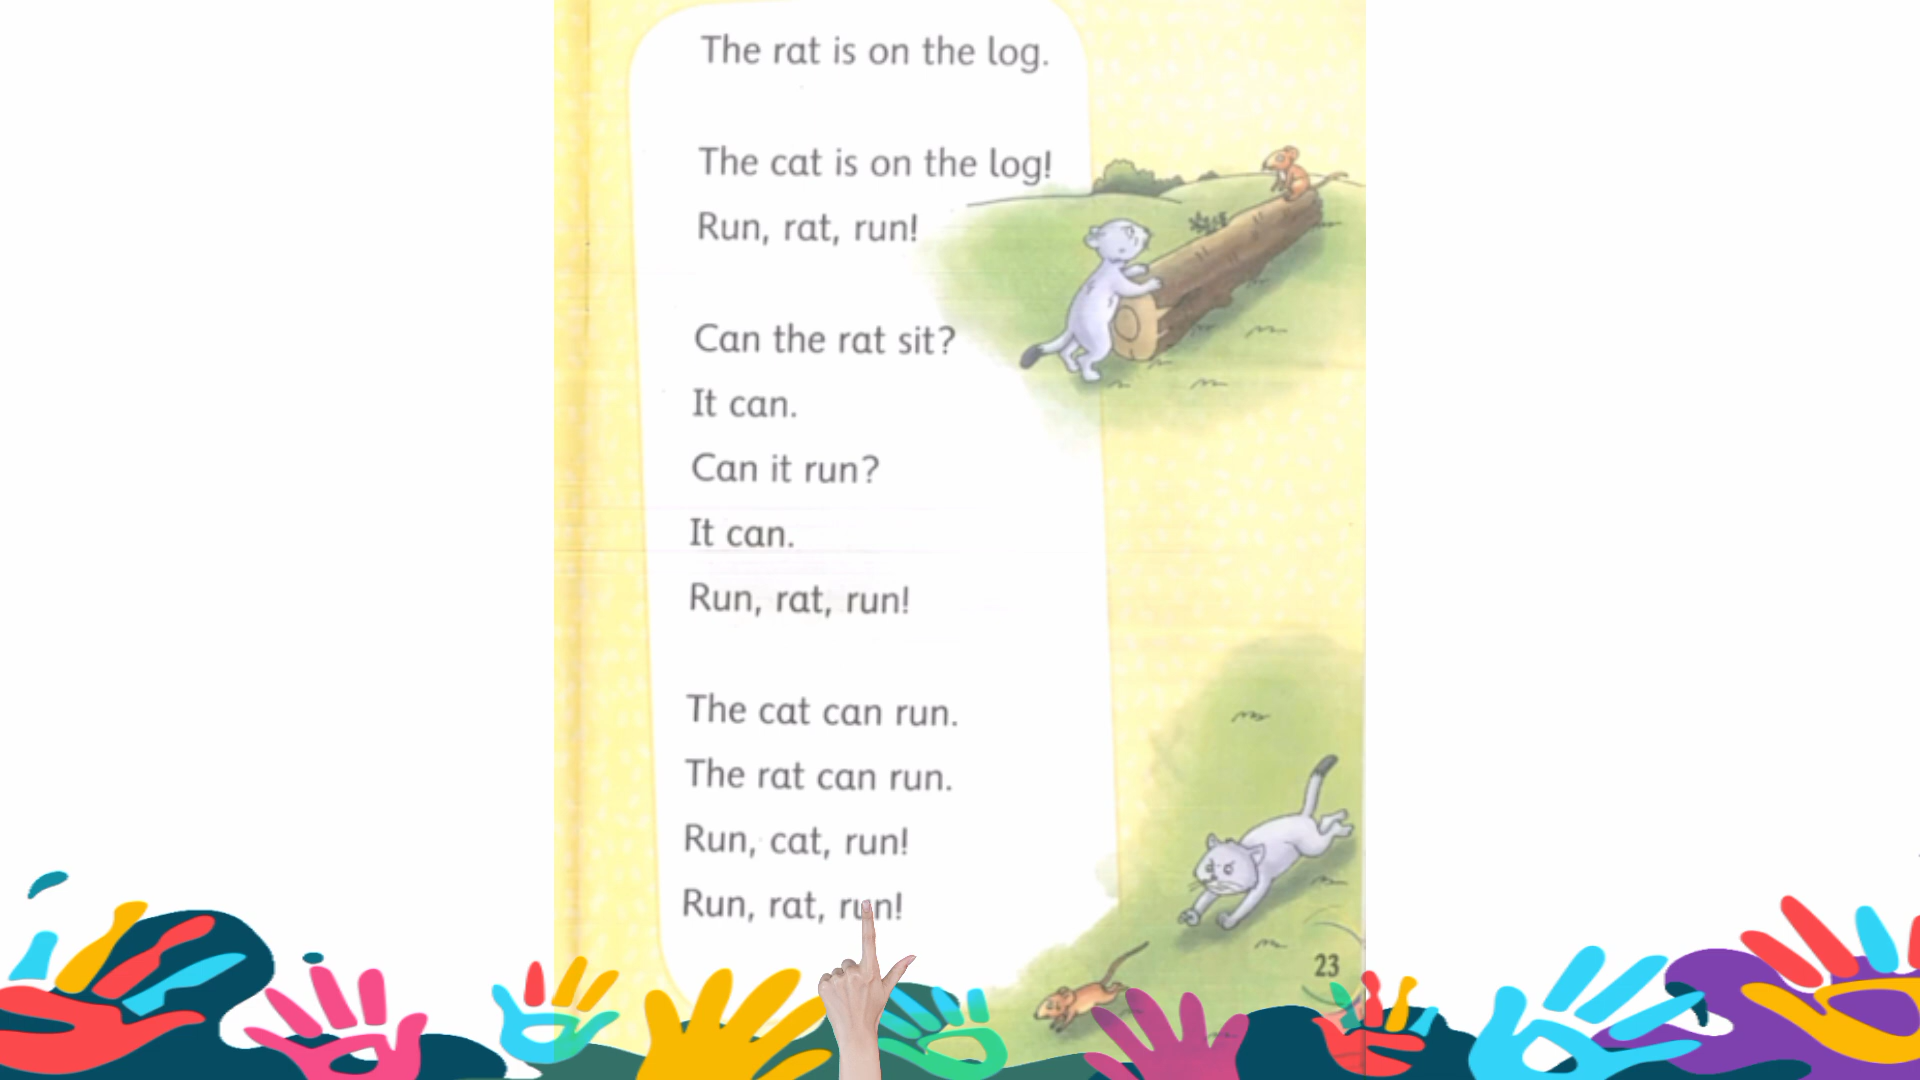 The rat is on the log.
The cat is on the log!
Run, rat, run!
Can the rat sit?
It can.
Can it run?
It can.
Run, rat, run!
The cat can run.
The rat can run.
Run, cat, run!
Run, rat, run!
23